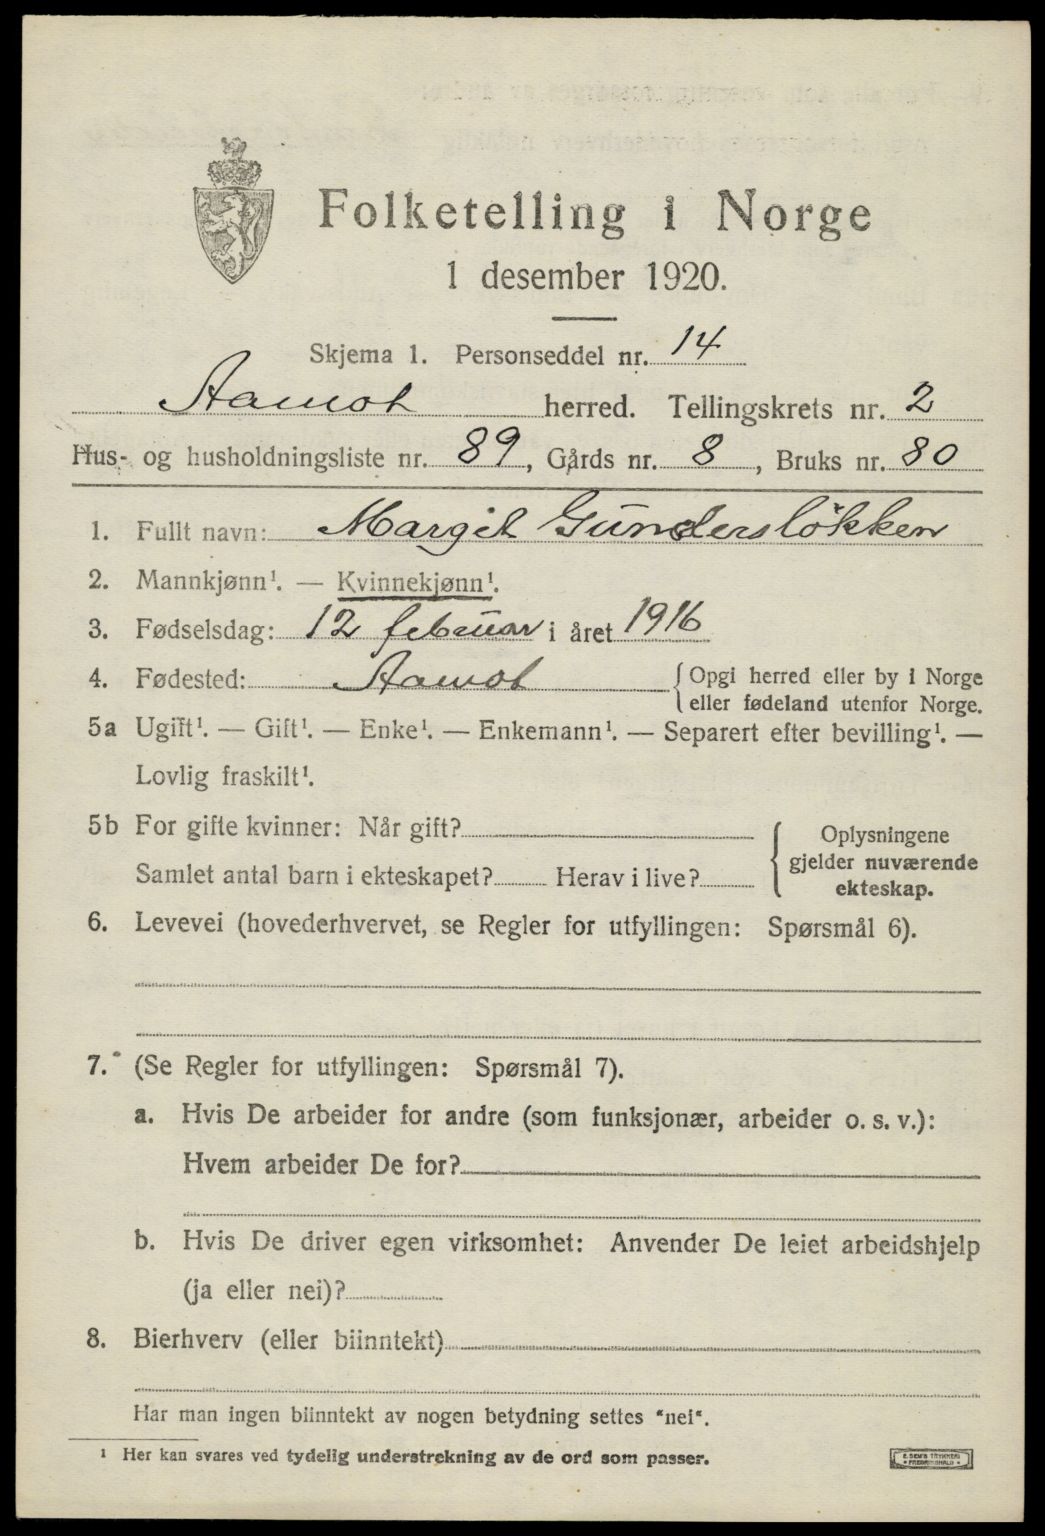 Folketelling i Norge
1 desember 1920.
Skjema 1. Personseddel nr. 14
Aamot herred. Tellingskrets nr. 2
Hus- og husholdningsliste nr. 89, Gårds nr. 8, Bruks nr. 80
1. Fullt navn: Margit Gundersløkken
2. Mannkjønn¹. — Kvinnekjønn¹.
3. Fødselsdag: 12 februar i året 1916
4. Fødested: Aamot { Opgi herred eller by i Norge
eller fødeland utenfor Norge.
5a Ugift¹. — Gift¹. — Enke¹. — Enkemann¹. — Separert efter bevilling¹. —
Lovlig fraskilt¹.
5b For gifte kvinner: Når gift?
Samlet antal barn i ekteskapet? Herav i live?
{ Oplysningene
gjelder nuværende
ekteskap.
6. Levevei (hovederhvervet, se Regler for utfyllingen: Spørsmål 6).
7. (Se Regler for utfyllingen: Spørsmål 7).
a. Hvis De arbeider for andre (som funksjonær, arbeider o. s. v.):
Hvem arbeider De for?
b. Hvis De driver egen virksomhet: Anvender De leiet arbeidshjelp
(ja eller nei)?
8. Bierhverv (eller biinntekt)
Har man ingen biinntekt av nogen betydning settes "nei".
¹ Her kan svares ved tydelig understrekning av de ord som passer.